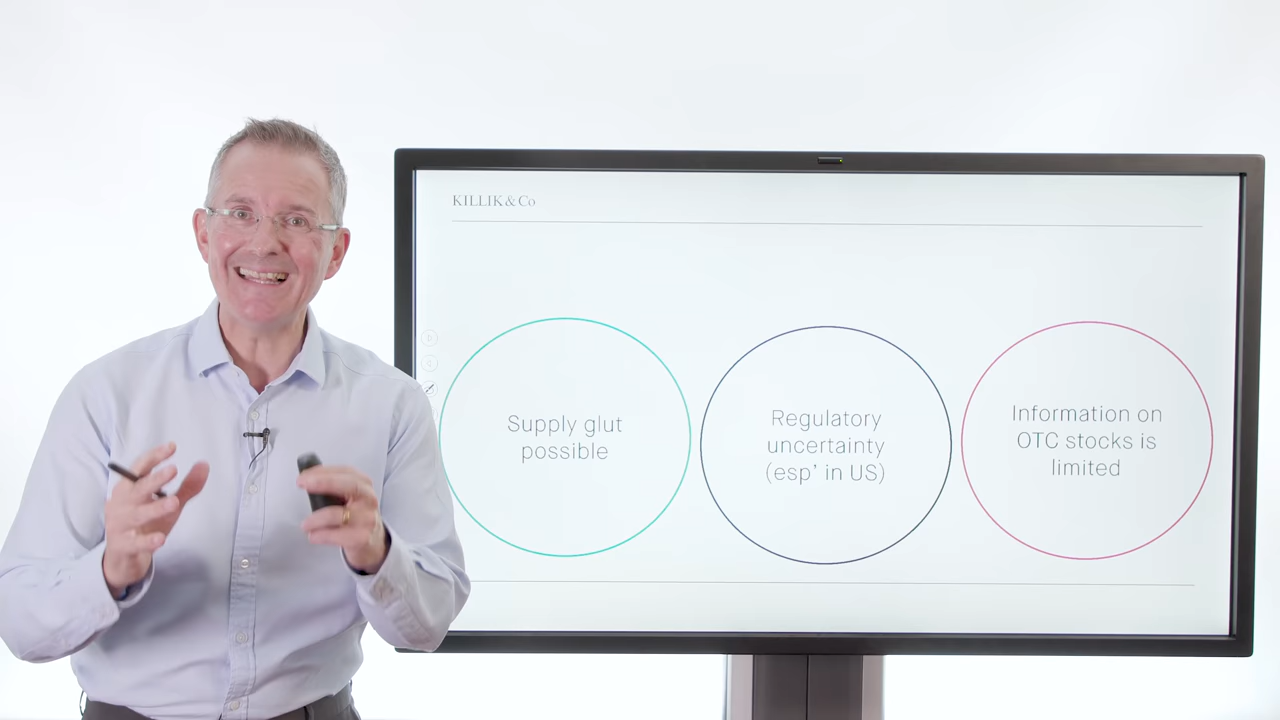 KILLIK & Co
Supply glut
possible
Regulatory
uncertainty
(esp’ in US)
Information on
OTC stocks is
limited